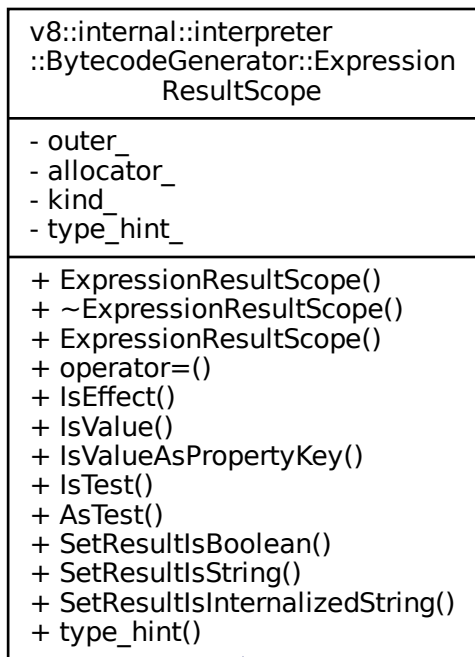 v8::internal::interpreter
::BytecodeGenerator::Expression
ResultScope
- outer_
- allocator_
- kind_
- type_hint_
+ ExpressionResultScope()
+ ~ExpressionResultScope()
+ ExpressionResultScope()
+ operator=()
+ IsEffect()
+ IsValue()
+ IsValueAsPropertyKey()
+ IsTest()
+ AsTest()
+ SetResultIsBoolean()
+ SetResultIsString()
+ SetResultIsInternalizedString()
+ type_hint()